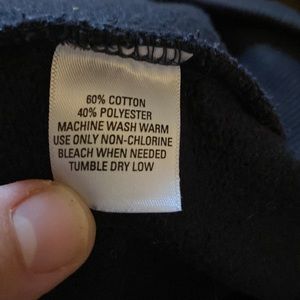 60% COTTON
40% POLYESTER
MACHINE WASH WARM
USE ONLY NON-CHLORINE
BLEACH WHEN NEEDED
TUMBLE DRY LOW